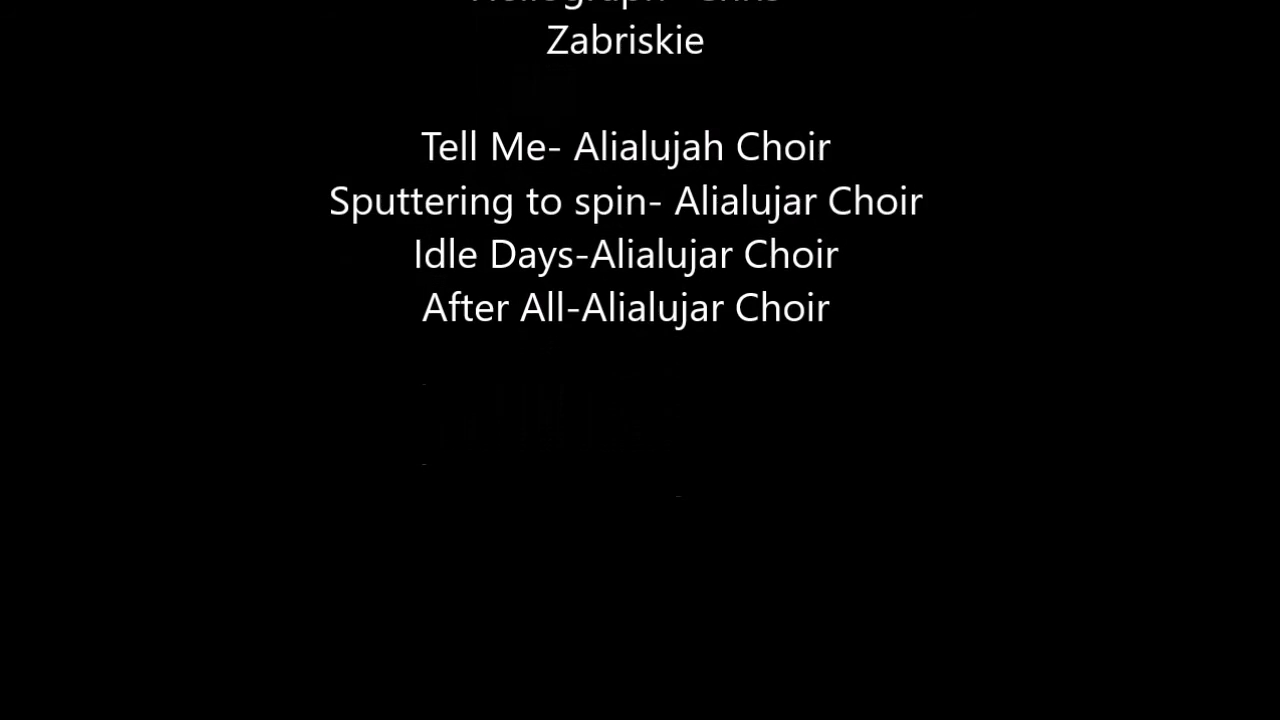 Zabriskie
Tell Me- Alialujah Choir
Sputtering to spin- Alialujar Choir
Idle Days-Alialujar Choir
After All-Alialujar Choir